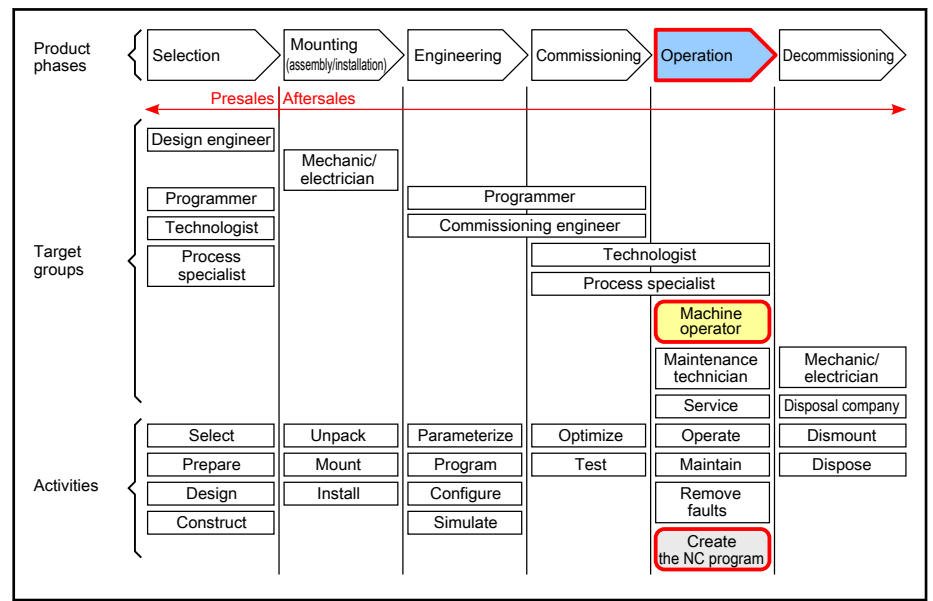 Product
phases
Selection
Mounting
(assembly/installation)
Engineering
Commissioning
Operation
Decommissioning
Presales
Aftersales
Target
groups
Design engineer
Mechanic/
electrician
Programmer
Programmer
Technologist
Commissioning engineer
Process
specialist
Technologist
Process specialist
Machine
operator
Maintenance
technician
Mechanic/
electrician
Service
Disposal company
Activities
Select
Unpack
Parameterize
Optimize
Operate
Dismount
Prepare
Mount
Program
Test
Maintain
Dispose
Design
Install
Configure
Remove
faults
Construct
Simulate
Create
the NC program